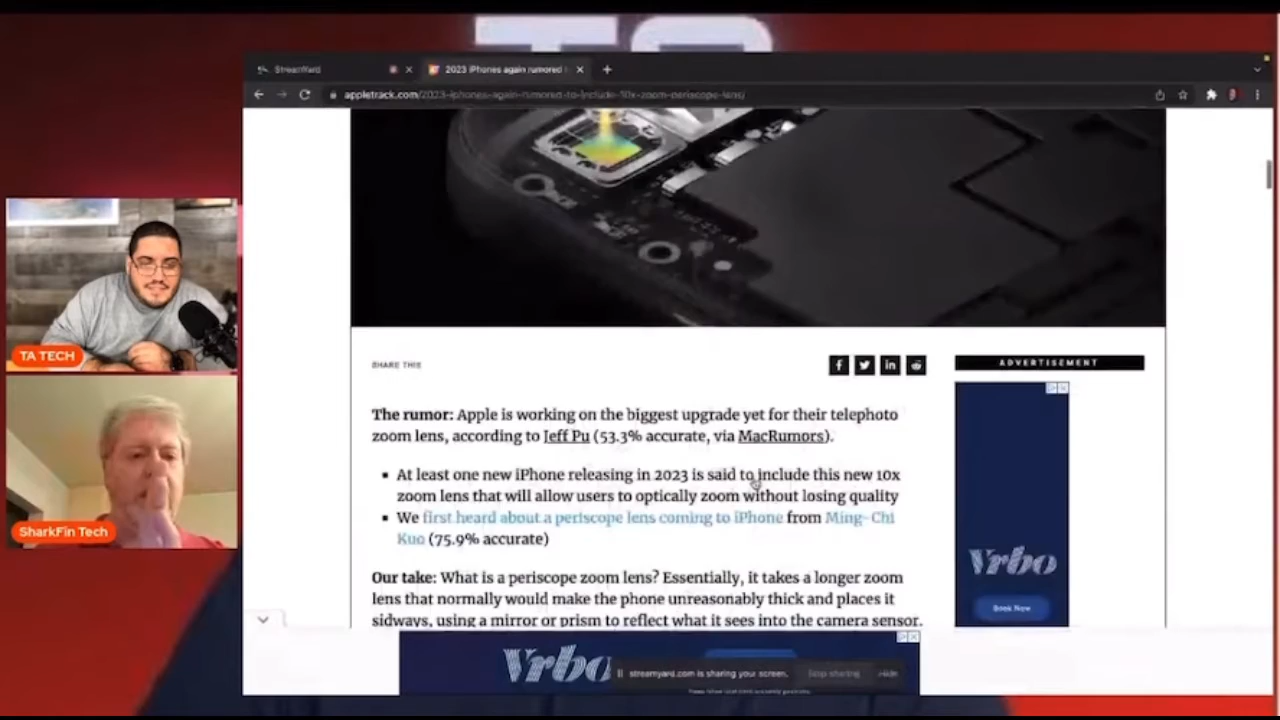 StreamYard
2023 iPhones again rumored
appletrack.com/2023-iphones-again-rumored-to-include-10x-zoom-periscope-lens/
TA TECH
SharkFin Tech
SHARE THIS
ADVERTISEMENT
The rumor: Apple is working on the biggest upgrade yet for their telephoto
zoom lens, according to Jeff Pu (53.3% accurate, via MacRumors).
At least one new iPhone releasing in 2023 is said to include this new 10x
zoom lens that will allow users to optically zoom without losing quality
We first heard about a periscope lens coming to iPhone from Ming-Chi
Kuo (75.9% accurate)
Our take: What is a periscope zoom lens? Essentially, it takes a longer zoom
lens that normally would make the phone unreasonably thick and places it
sidways, using a mirror or prism to reflect what it sees into the camera sensor.
Vrbo
Book Now
Vrbo
streamyard.com is sharing your screen.
Stop sharing
Hide